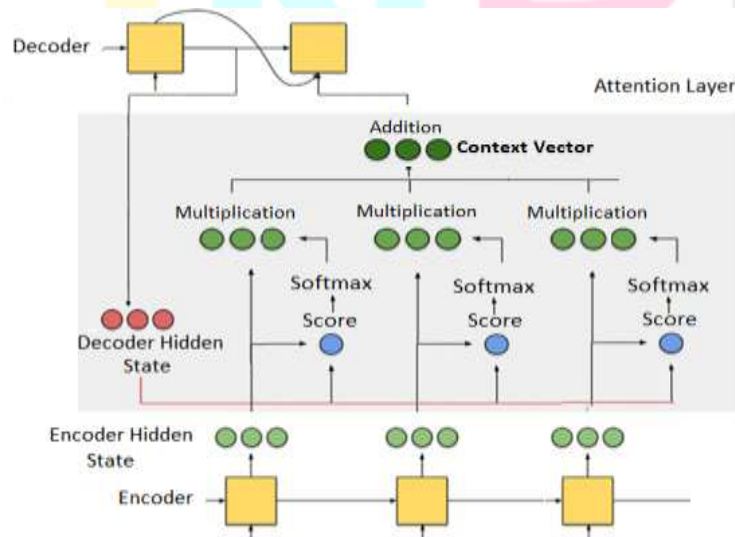 Decoder
Attention Layer
Addition
Context Vector
Multiplication
Multiplication
Multiplication
Softmax
Softmax
Softmax
Score
Score
Score
Decoder Hidden
State
Encoder Hidden
State
Encoder